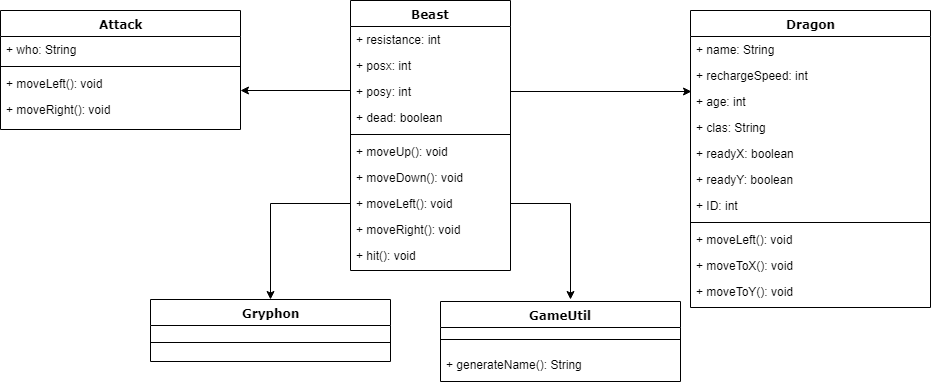 Attack
+ who: String
+ moveLeft(): void
+ moveRight(): void
Beast
+ resistance: int
+ posx: int
+ posy: int
+ dead: boolean
+ moveUp(): void
+ moveDown(): void
+ moveLeft(): void
+ moveRight(): void
+ hit(): void
Dragon
+ name: String
+ rechargeSpeed: int
+ age: int
+ clas: String
+ readyX: boolean
+ readyY: boolean
+ ID: int
+ moveLeft(): void
+ moveToX(): void
+ moveToY(): void
Gryphon
GameUtil
+ generateName(): String